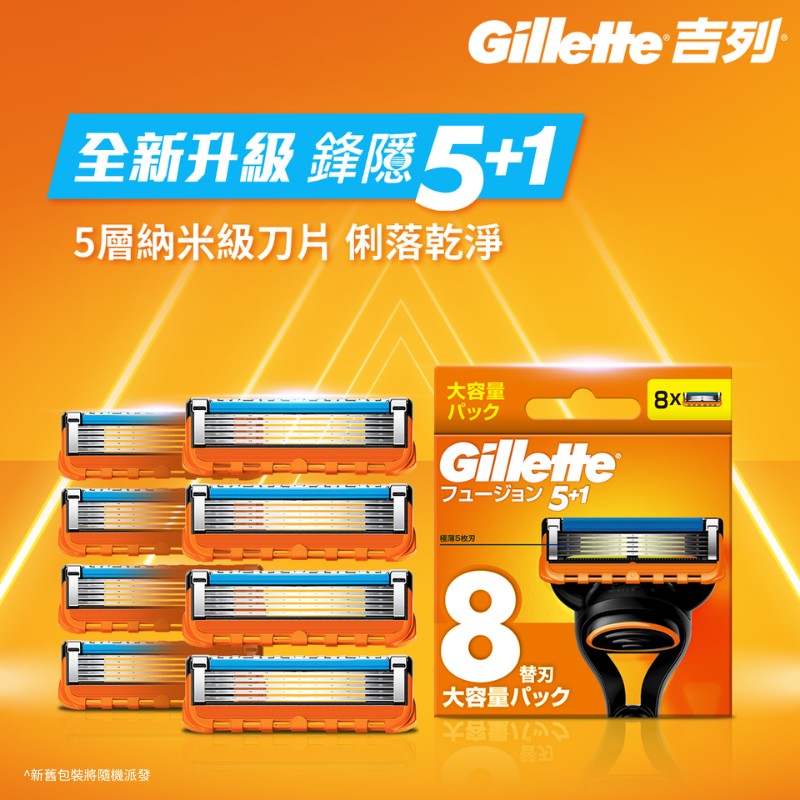 Gillette® 吉列®
全新升級 鋒隱5+1
5層納米級刀片 俐落乾淨
大容量
パック
8X
Gillette®
フュージョン 5+1
極薄5枚刃
8
替刃
大容量パック
^新舊包裝將隨機派發